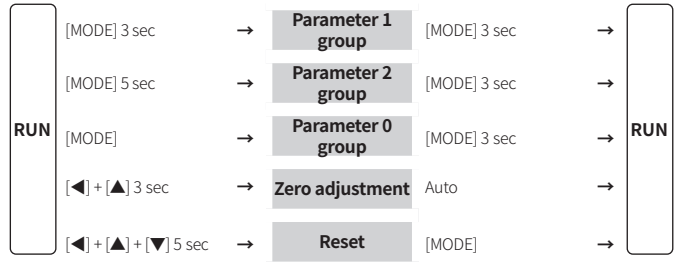 [MODE] 3 sec → Parameter 1 group [MODE] 3 sec →
[MODE] 5 sec → Parameter 2 group [MODE] 3 sec →
RUN [MODE] → Parameter 0 group [MODE] 3 sec → RUN
[◀] + [▲] 3 sec → Zero adjustment Auto →
[◀] + [▲] + [▼] 5 sec → Reset [MODE] →